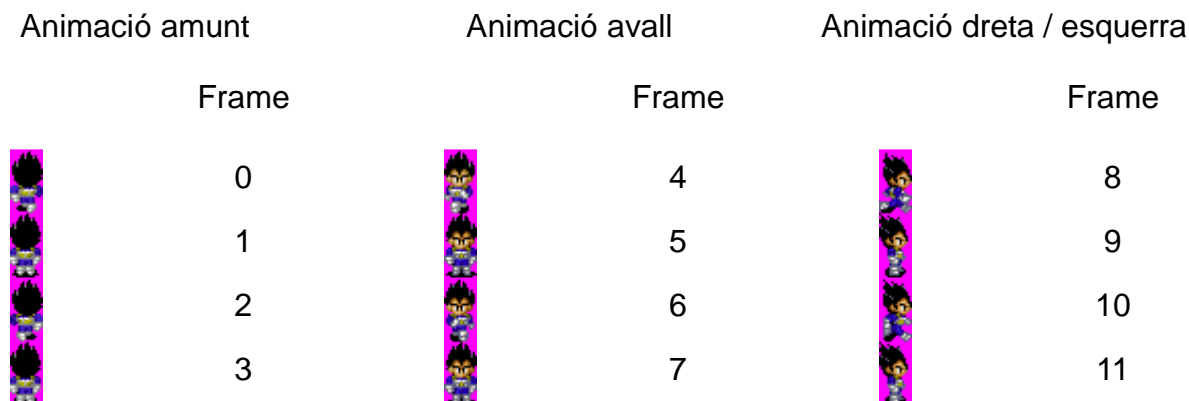 Animació amunt Animació avall Animació dreta / esquerra
Frame Frame Frame
0 4 8
1 5 9
2 6 10
3 7 11